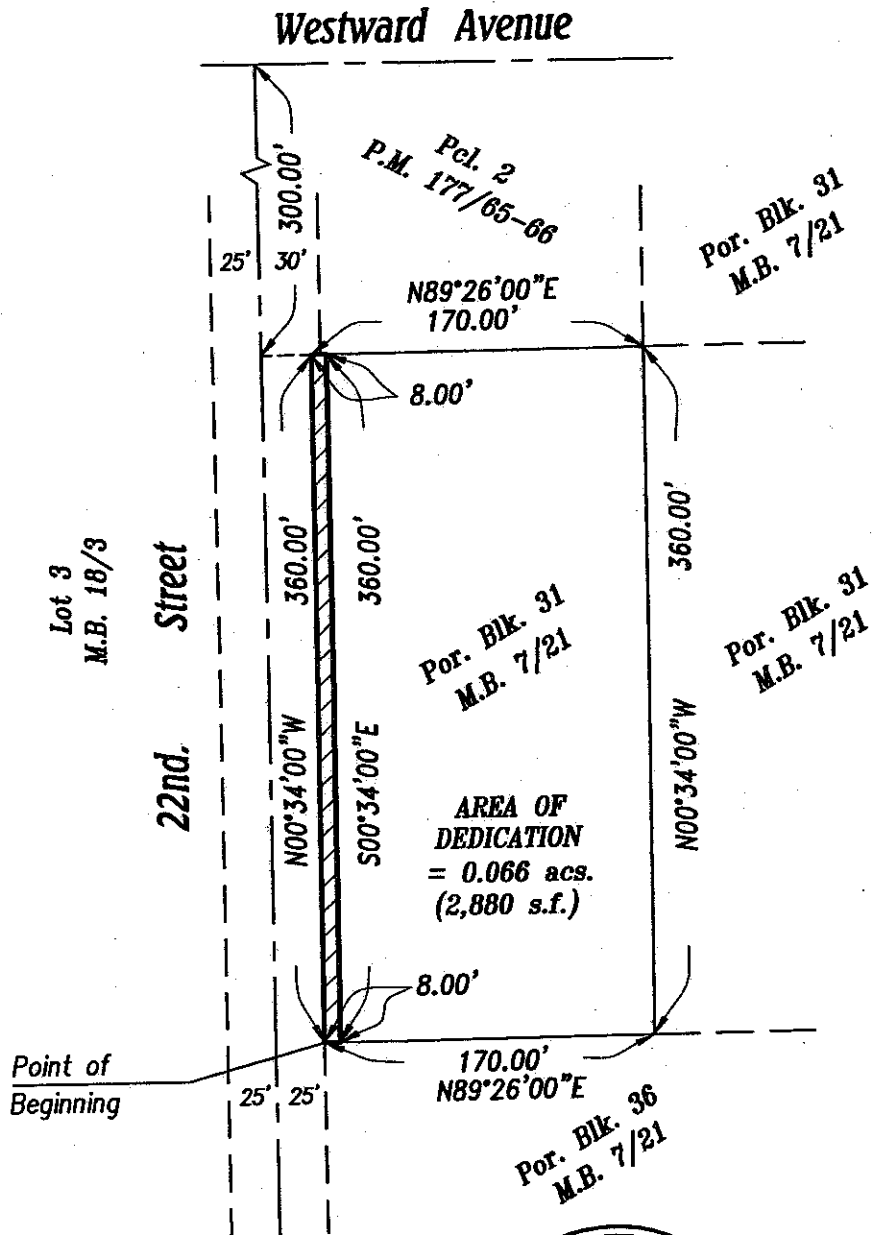 Westward Avenue
300.00'
Pcl. 2
P.M. 177/65-66
Por. Blk. 31
M.B. 7/21
25'
30'
N89°26'00"E
170.00'
8.00'
360.00'
360.00'
360.00'
Lot 3
M.B. 18/3
22nd. Street
Por. Blk. 31
M.B. 7/21
Por. Blk. 31
M.B. 7/21
N00°34'00"W
S00°34'00"E
N00°34'00"W
AREA OF
DEDICATION
= 0.066 acs.
(2,880 s.f.)
8.00'
Point of
Beginning
25'
25'
170.00'
N89°26'00"E
Por. Blk. 36
M.B. 7/21